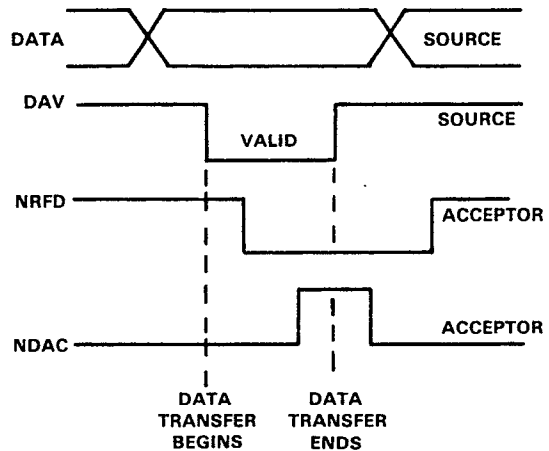 DATA
SOURCE
DAV
VALID
SOURCE
NRFD
ACCEPTOR
NDAC
ACCEPTOR
DATA
TRANSFER
BEGINS
DATA
TRANSFER
ENDS